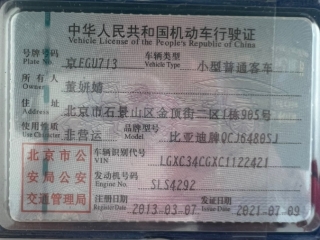 中华人民共和国机动车行驶证
Vehicle License of the People's Republic of China
号牌号码 京EGU713 车辆类型 小型普通客车
Plate No. Vehicle Type
所有人 董妍婧
Owner
住址 北京市石景山区金顶街二区1栋905号
Address
使用性质 非营运 品牌型号 比亚迪牌QCJ6480SJ
Use Character Model
北京市公 车辆识别代号 LGXC34CGXC1122421
VIN
安局公安 发动机号码 SLS4292
Engine No.
交通管理局 注册日期 2013-03-07 发证日期 2021-07-09
Register Date Issue Date